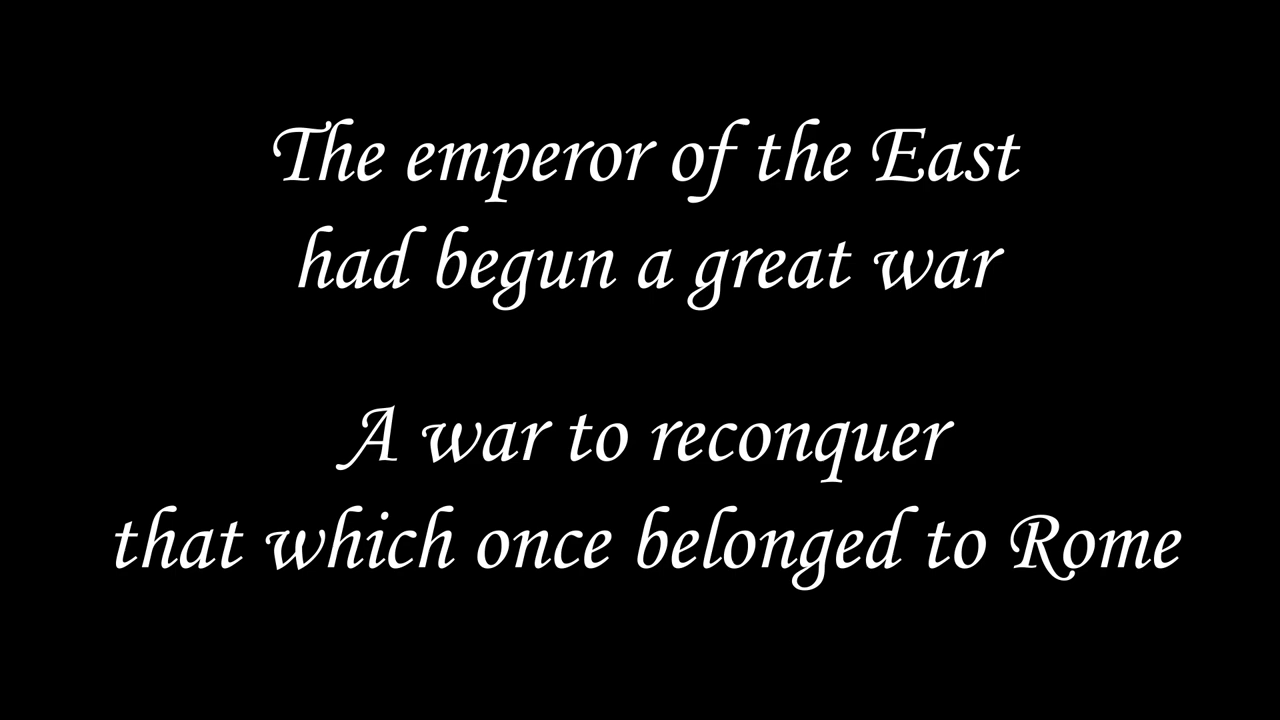 The emperor of the East
had begun a great war
A war to reconquer
that which once belonged to Rome